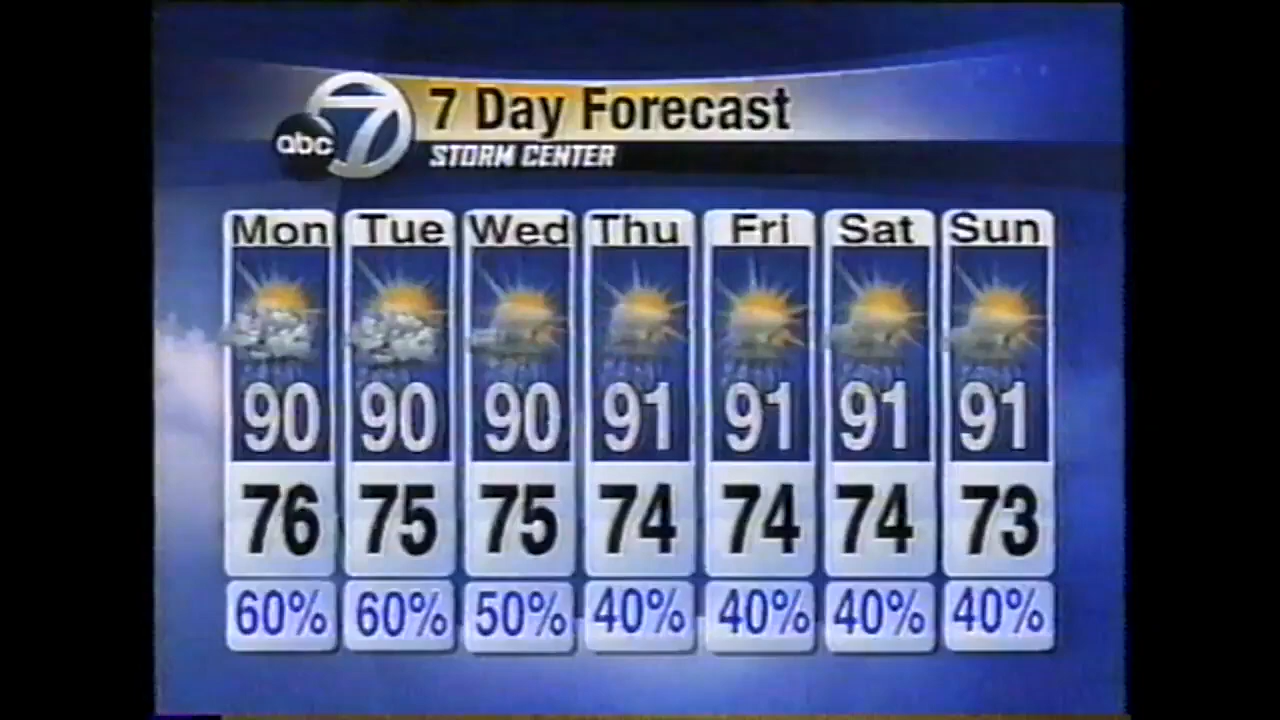 7 Day Forecast
abc 7
STORM CENTER
Mon Tue Wed Thu Fri Sat Sun
90 90 90 91 91 91 91
76 75 75 74 74 74 73
60% 60% 50% 40% 40% 40% 40%